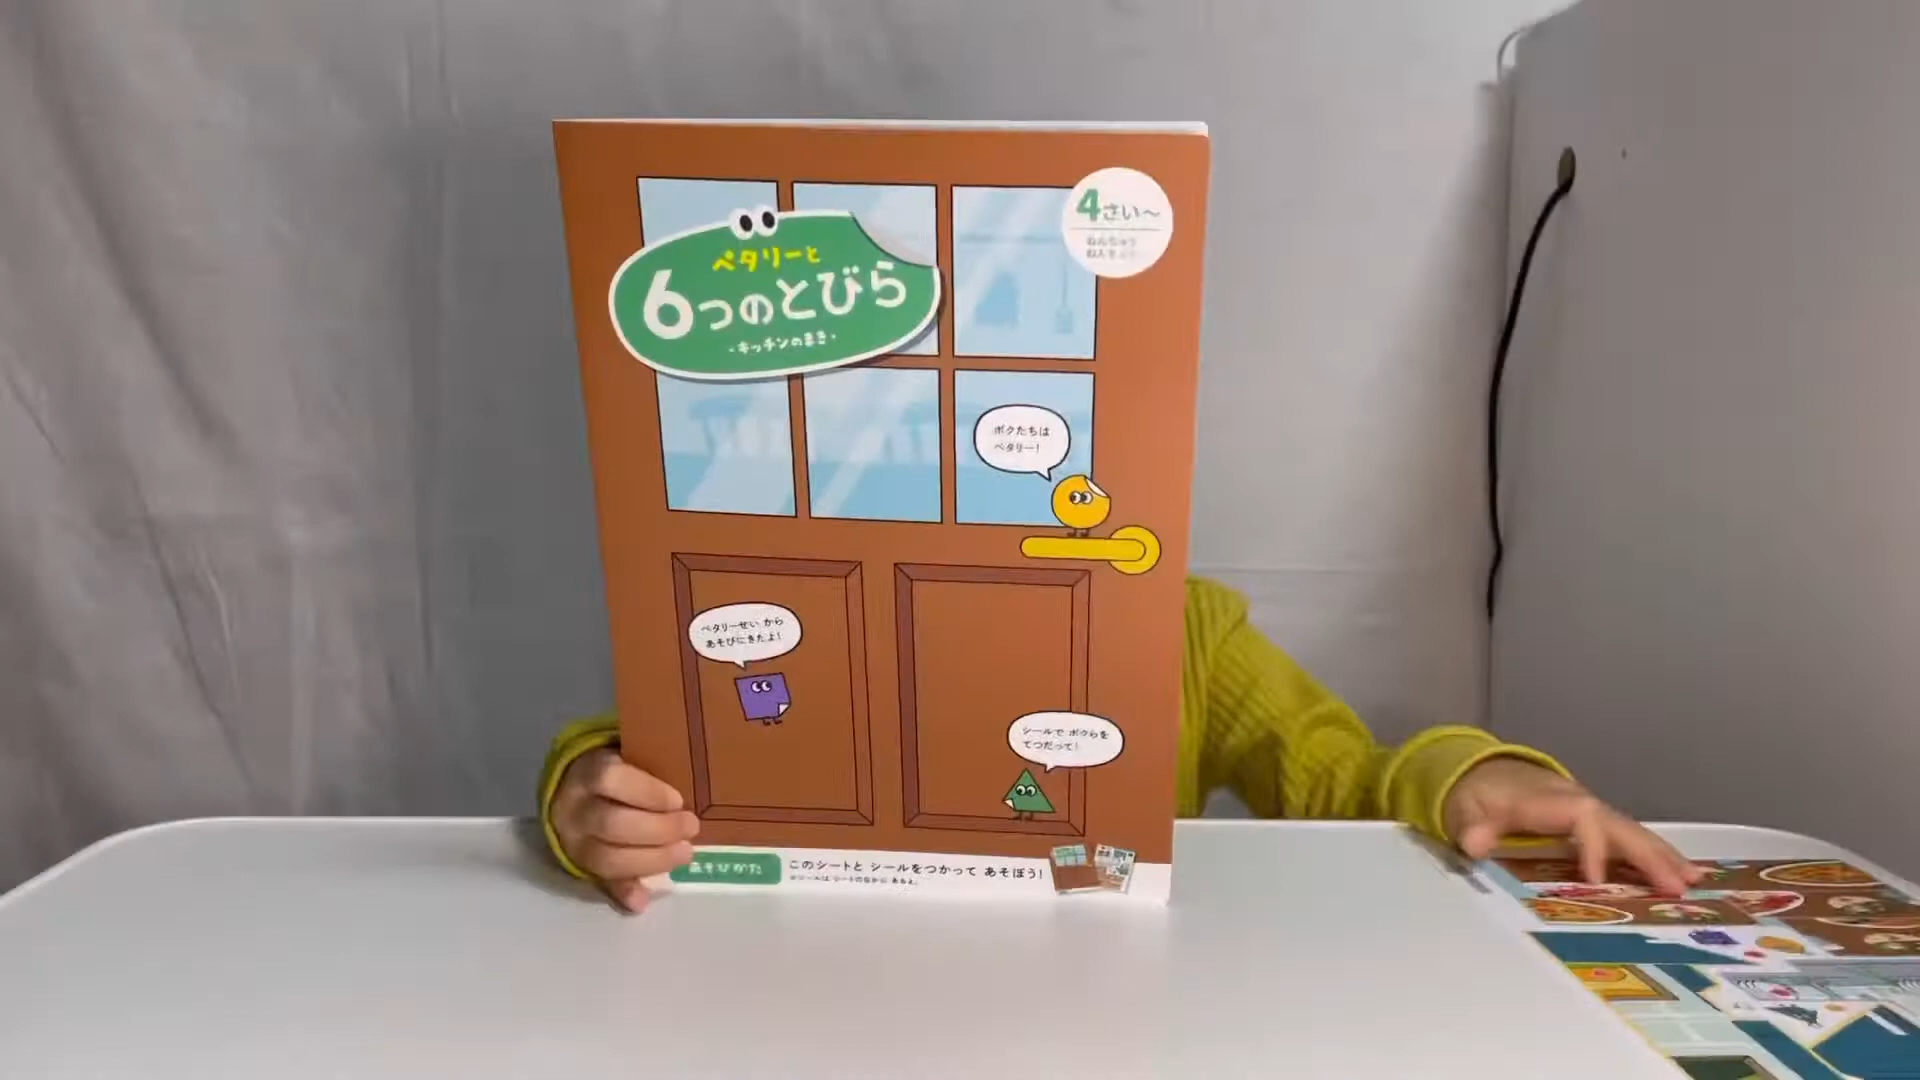 ペタリーと
6つのとびら
-キッチンのまき-
4さい〜
ボクたちは
ペタリー!
ペタリーせい から
あそびにきたよ!
シールで ボクらを
てつだって!
あそびかた
このシートと シールをつかって あそぼう!